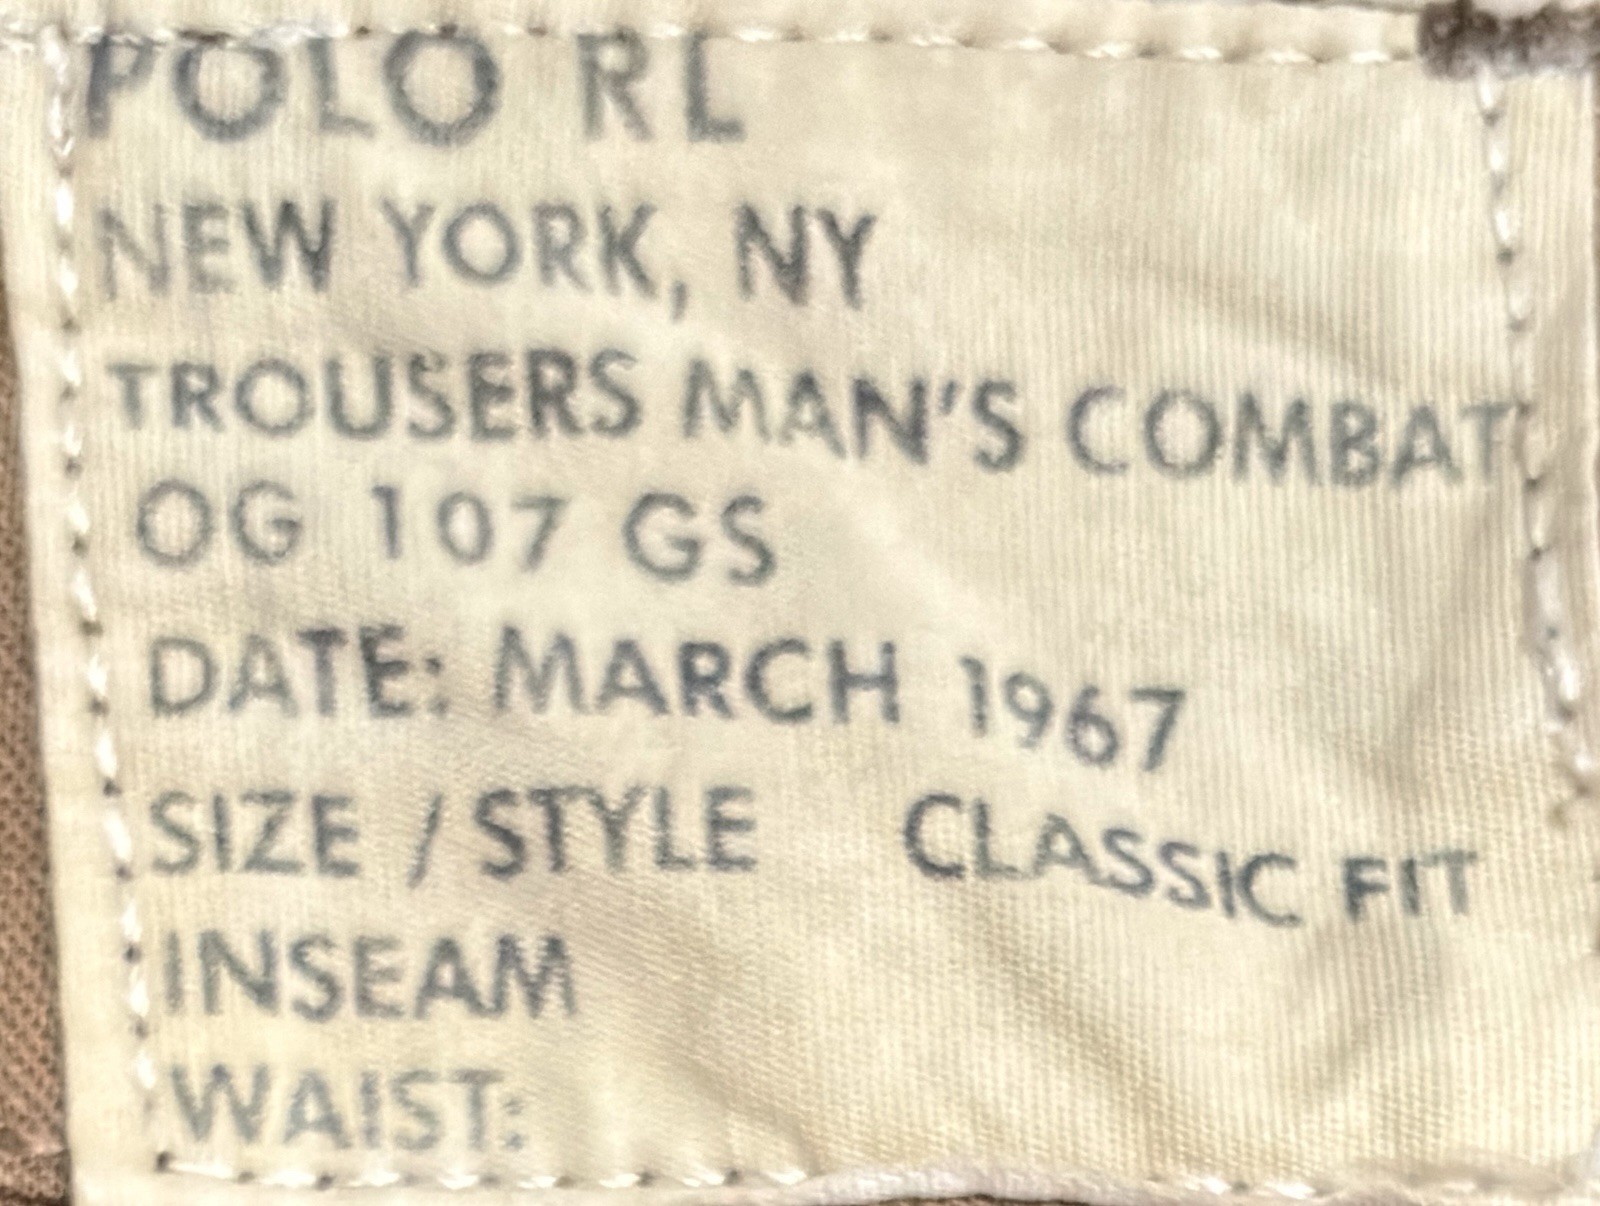 POLO RL
NEW YORK, NY
TROUSERS MAN'S COMBAT
OG 107 GS
DATE: MARCH 1967
SIZE / STYLE CLASSIC FIT
INSEAM
WAIST: